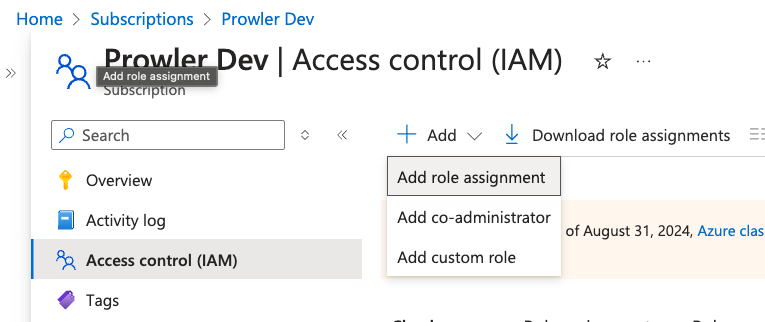 Home > Subscriptions > Prowler Dev
Prowler Dev | Access control (IAM)
Add role assignment
Subscription
Search
Add
Download role assignments
Overview
Activity log
Access control (IAM)
Tags
Add role assignment
Add co-administrator
Add custom role
of August 31, 2024, Azure clas